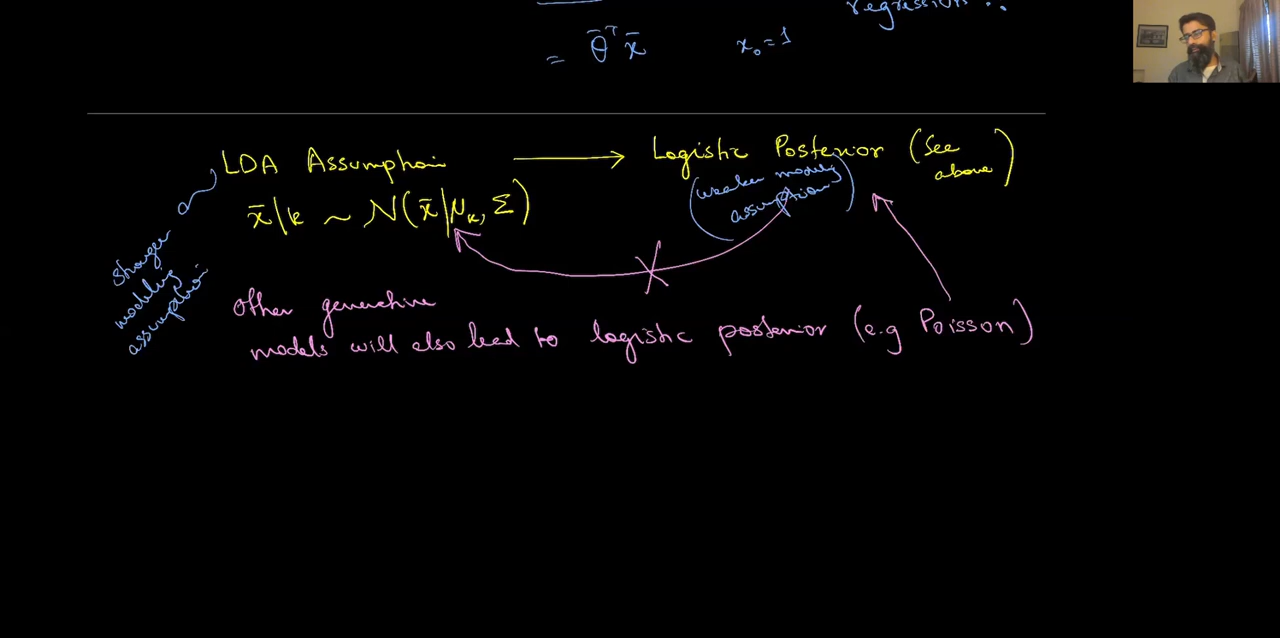 regression ..
= θ̄ᵀ x̄ x₀ = 1
LDA Assumption → Logistic Posterior (See above)
(weaker modeling assumption)
x̄|k ~ N(x̄|μₖ, Σ)
stronger
modeling
assumption
Other generative
models will also lead to logistic posterior (e.g Poisson)